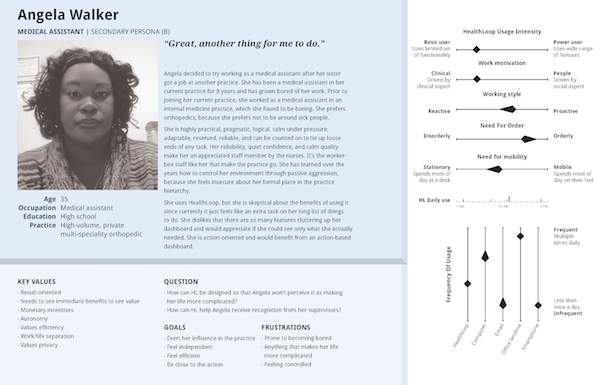 Angela Walker
MEDICAL ASSISTANT | SECONDARY PERSONA (B)
“Great, another thing for me to do.”
Angela decided to try working as a medical assistant after her sister
got a job at another practice. She has been a medical assistant in her
current practice for 8 years and has grown bored of her work. Prior to
joining her current practice, she worked as a medical assistant in an
internal medicine practice, which she found to be boring. She prefers
orthopedics, because she prefers not to be around sick people.
She is highly practical, pragmatic, logical, calm under pressure,
adaptable, reserved, reliable, and can be counted on to tie up loose
ends of any task. Her reliability, quiet confidence, and calm quality
make her an appreciated staff member by the nurses. It's the worker-
bee staff like her that make the practice go. She has learned over the
years how to control her environment through passive aggression,
because she feels insecure about her formal place in the practice
hierarchy.
She uses HealthLoop, but she is skeptical about the benefits of using it
since currently it just feels like an extra task on her long list of things
to do. She dislikes that there are so many features cluttering up her
dashboard and would appreciate if she could see only what she actually
needed. She is action-oriented and would benefit from an action-based
dashboard.
Age 35
Occupation Medical assistant
Education High school
Practice High-volume, private
multi-speciality orthopedic
KEY VALUES
- Result-oriented
- Needs to see immediate benefits to see value
- Monetary incentives
- Autonomy
- Values efficiency
- Work/life separation
- Values privacy
QUESTION
- How can HL be designed so that Angela won't perceive it as making
her life more complicated?
- How can HL help Angela receive recognition from her supervisors?
GOALS
- Exert her influence in the practice
- Feel independent
- Feel efficient
- Be close to the action
FRUSTRATIONS
- Prone to becoming bored
- Anything that makes her life
more complicated
- Feeling controlled
HealthLoop Usage Intensity
Basic user
Uses limited set
of functionality
Power user
Uses wide range
of features
Work motivation
Clinical
Driven by
clinical aspect
People
Driven by
social aspect
Working style
Reactive
Proactive
Need For Order
Disorderly
Orderly
Need for mobility
Stationary
Spends most of
day at a desk
Mobile
Spends most of
day on their feet
HL Daily use
Frequency Of Usage
Frequent
Multiple
times daily
Less than
once a day
Infrequent
Healthloop
Computer
Email
Office landline
Smartphone